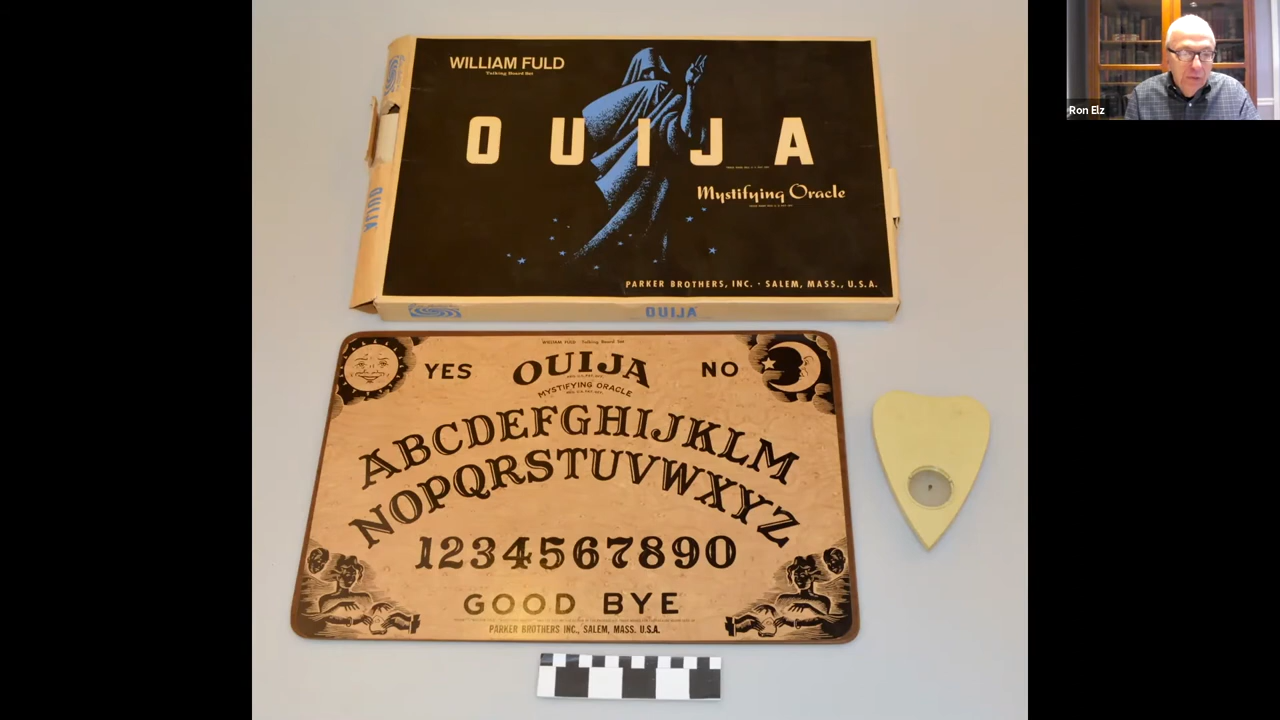 WILLIAM FULD
Talking Board Set
OUIJA
Mystifying Oracle
PARKER BROTHERS, INC. · SALEM, MASS., U.S.A.
OUIJA
OUIJA
Ron Elz
WILLIAM FULD Talking Board Set
YES OUIJA NO
MYSTIFYING ORACLE
ABCDEFGHIJKLM
NOPQRSTUVWXYZ
1234567890
GOOD BYE
PARKER BROTHERS INC., SALEM, MASS. U.S.A.